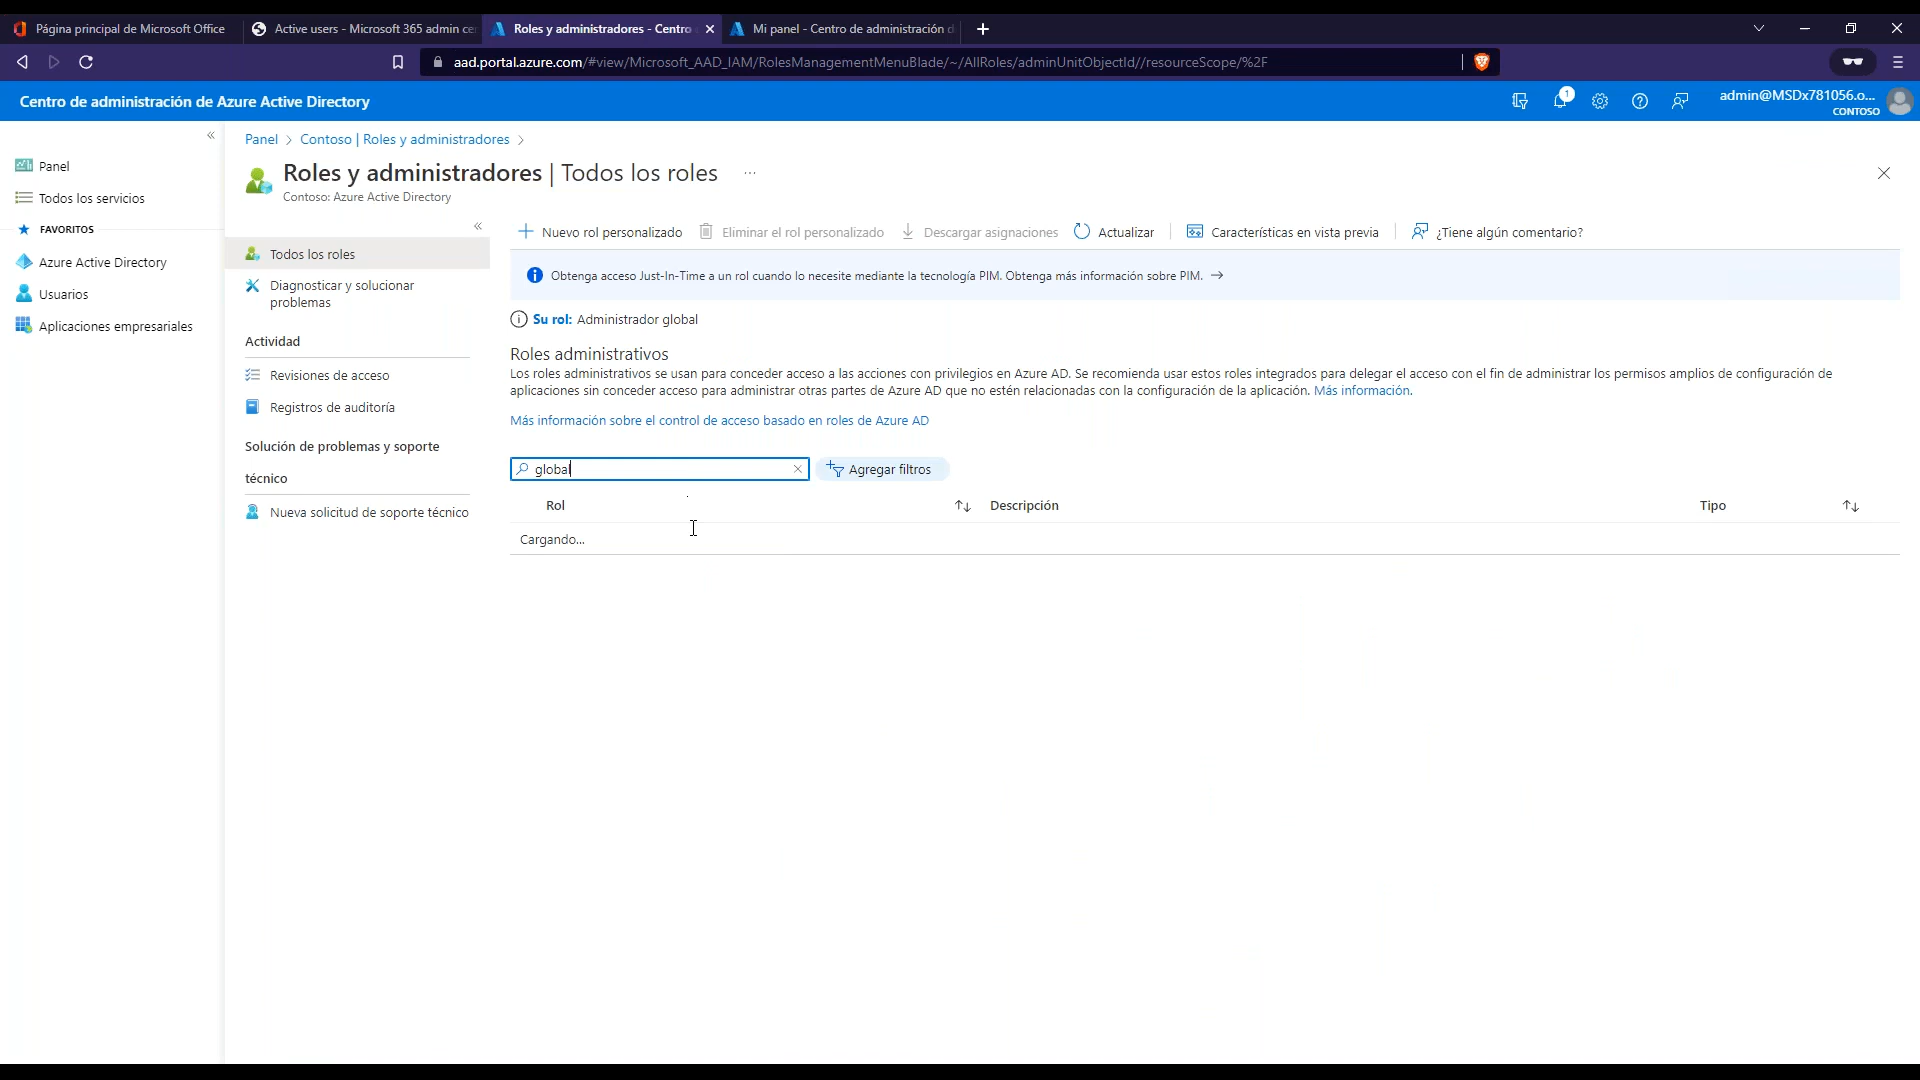 Página principal de Microsoft Office
Active users - Microsoft 365 admin ce
Roles y administradores - Centro
Mi panel - Centro de administración d
aad.portal.azure.com/#view/Microsoft_AAD_IAM/RolesManagementMenuBlade/~/AllRoles/adminUnitObjectId//resourceScope/%2F
Centro de administración de Azure Active Directory
1
admin@MSDx781056.o...
CONTOSO
Panel
Todos los servicios
FAVORITOS
Azure Active Directory
Usuarios
Aplicaciones empresariales
Panel > Contoso | Roles y administradores >
Roles y administradores | Todos los roles ...
Contoso: Azure Active Directory
Todos los roles
Diagnosticar y solucionar
problemas
Actividad
Revisiones de acceso
Registros de auditoría
Solución de problemas y soporte
técnico
Nueva solicitud de soporte técnico
Nuevo rol personalizado
Eliminar el rol personalizado
Descargar asignaciones
Actualizar
Características en vista previa
¿Tiene algún comentario?
Obtenga acceso Just-In-Time a un rol cuando lo necesite mediante la tecnología PIM. Obtenga más información sobre PIM. →
Su rol: Administrador global
Roles administrativos
Los roles administrativos se usan para conceder acceso a las acciones con privilegios en Azure AD. Se recomienda usar estos roles integrados para delegar el acceso con el fin de administrar los permisos amplios de configuración de
aplicaciones sin conceder acceso para administrar otras partes de Azure AD que no estén relacionadas con la configuración de la aplicación. Más información.
Más información sobre el control de acceso basado en roles de Azure AD
global
Agregar filtros
Rol
Descripción
Tipo
Cargando...